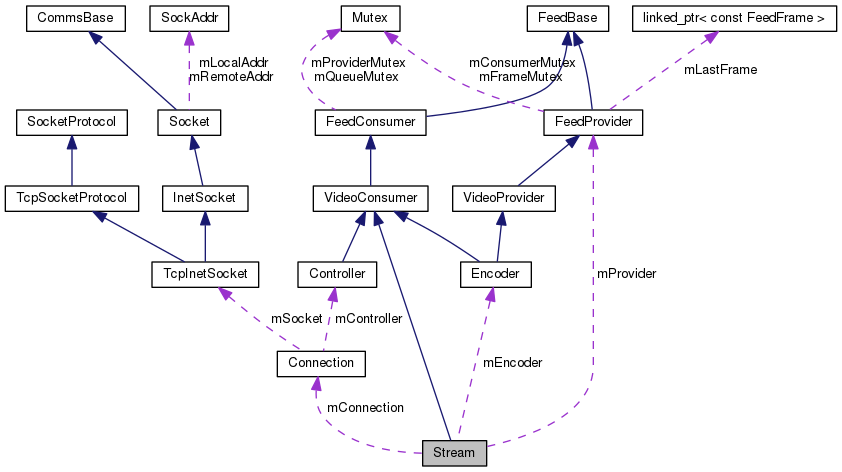 CommsBase
SockAddr
Mutex
FeedBase
linked_ptr< const FeedFrame >
mLocalAddr
mRemoteAddr
mProviderMutex
mQueueMutex
mConsumerMutex
mFrameMutex
mLastFrame
SocketProtocol
Socket
FeedConsumer
FeedProvider
TcpSocketProtocol
InetSocket
VideoConsumer
VideoProvider
TcpInetSocket
Controller
Encoder
mProvider
mSocket
mController
Connection
mEncoder
mConnection
Stream